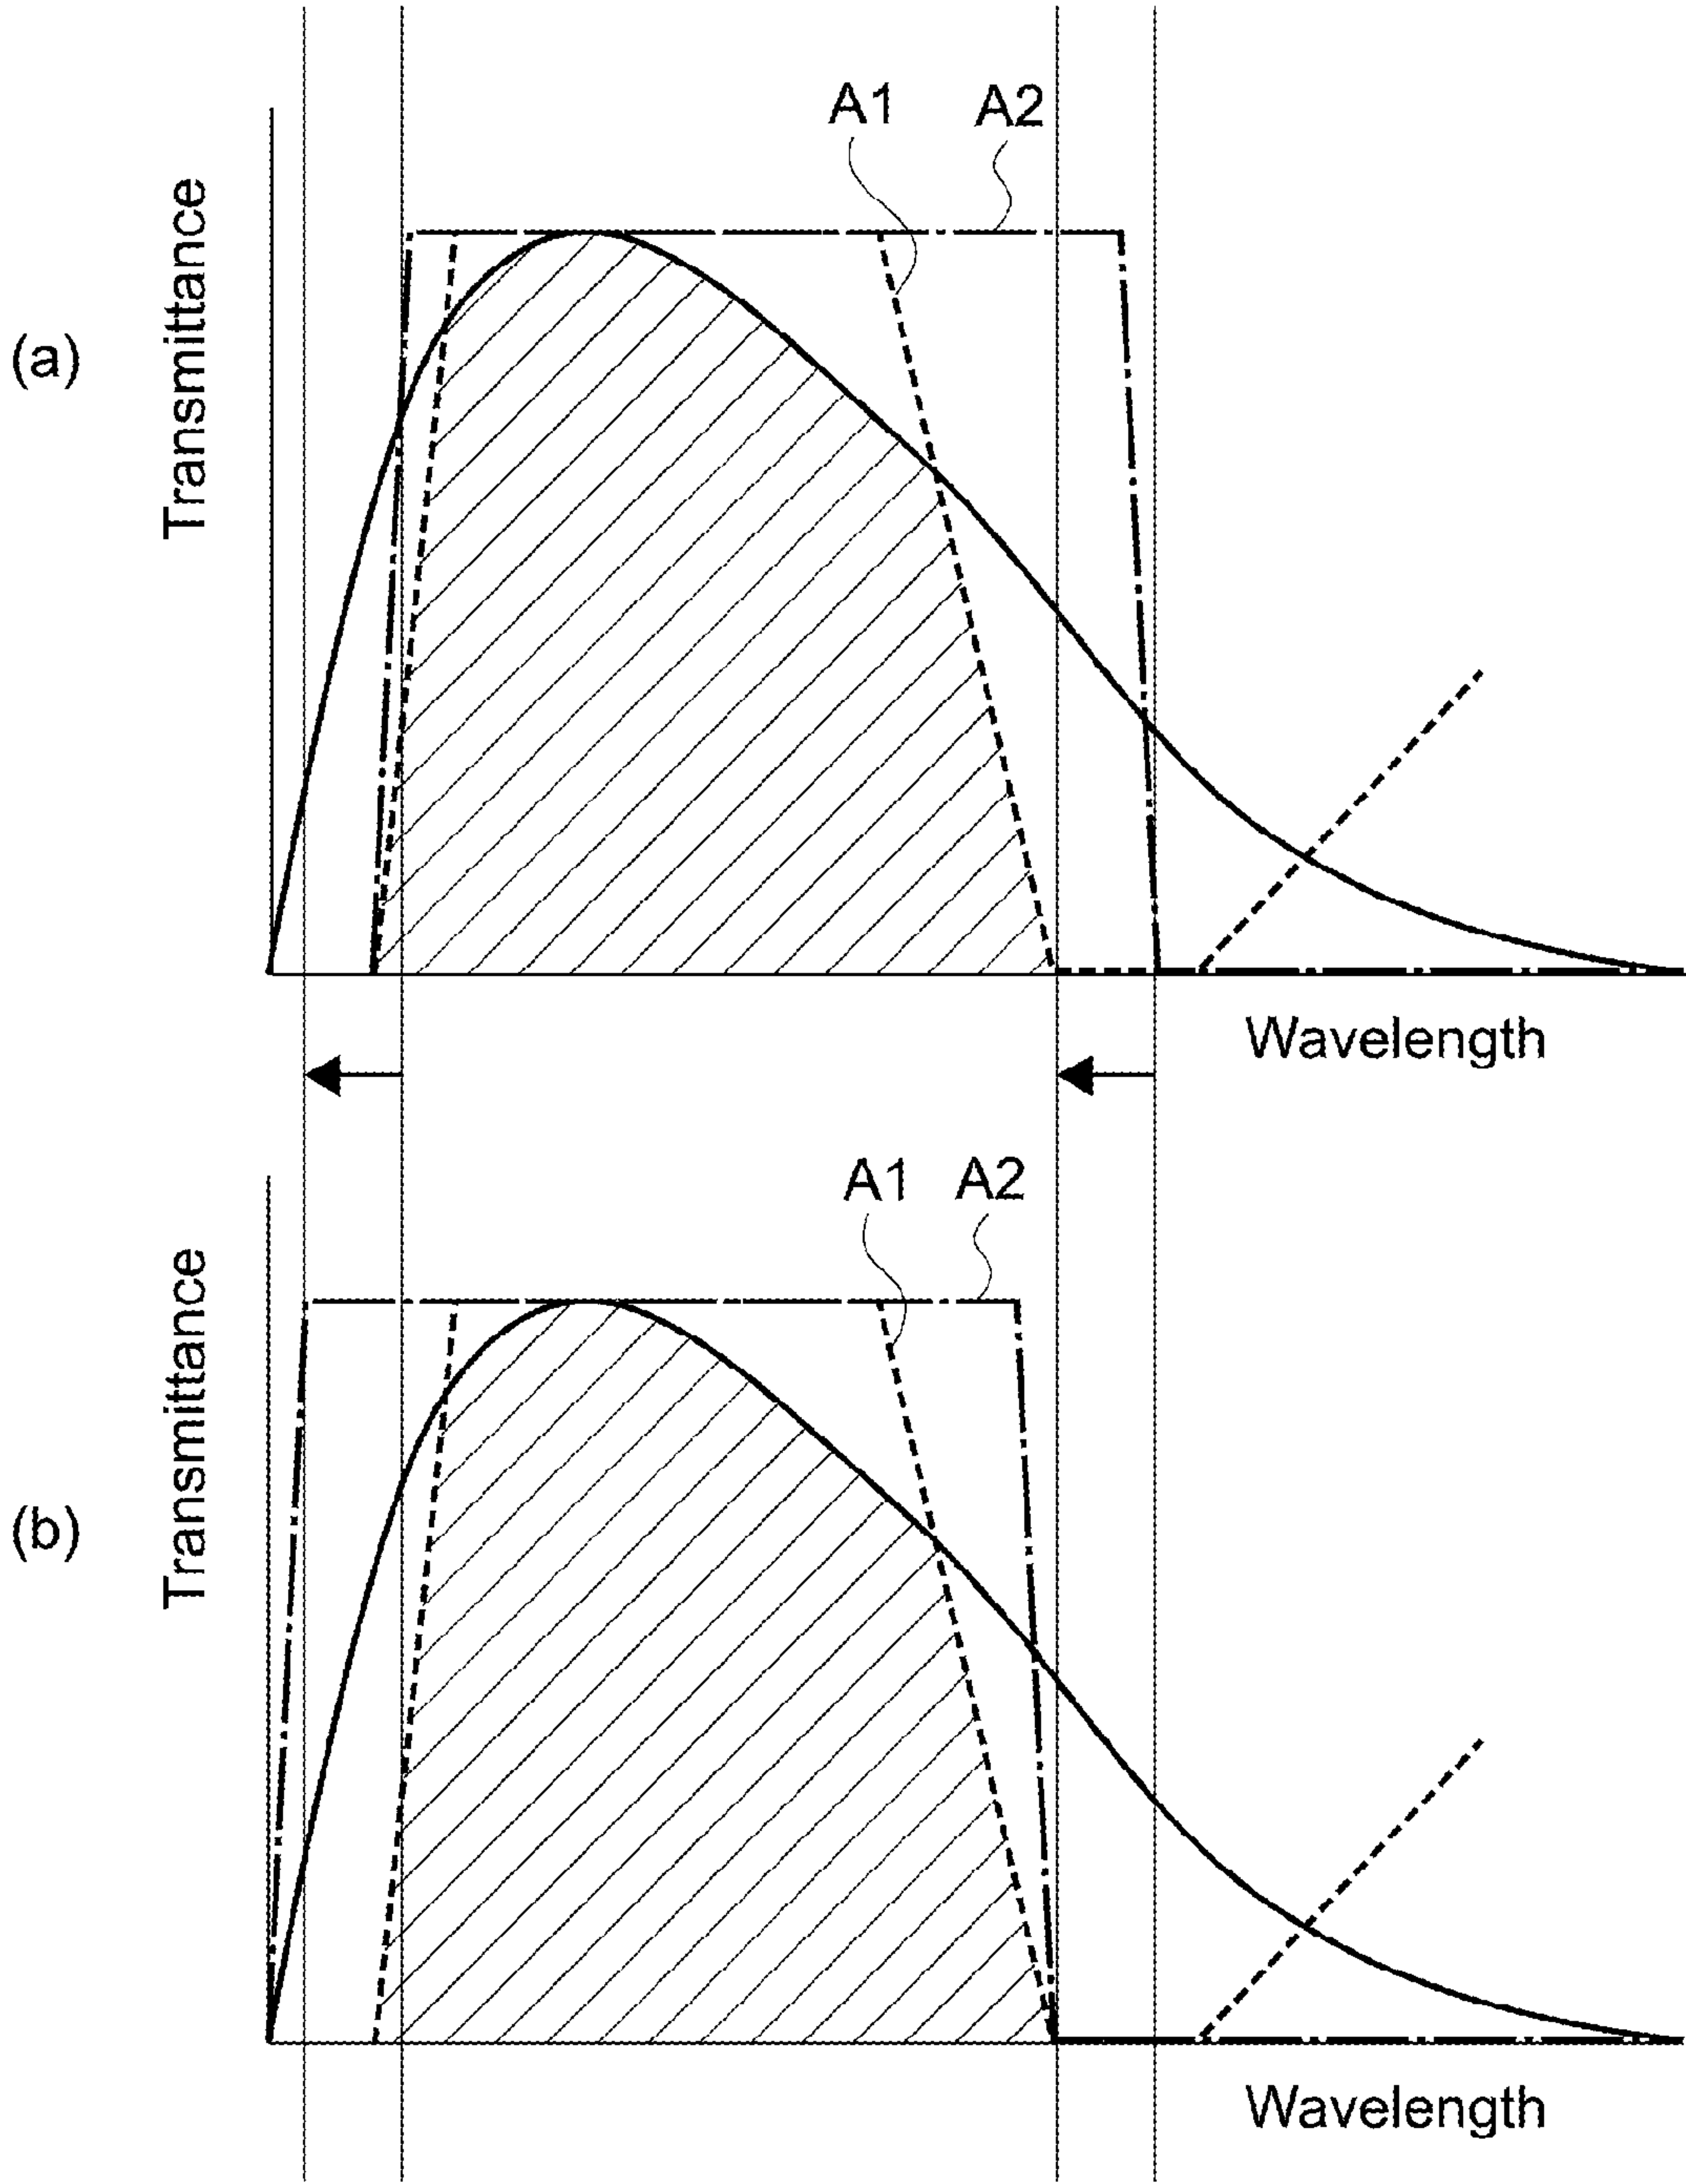 A1 A2
(a)
Transmittance
Wavelength
A1 A2
(b)
Transmittance
Wavelength